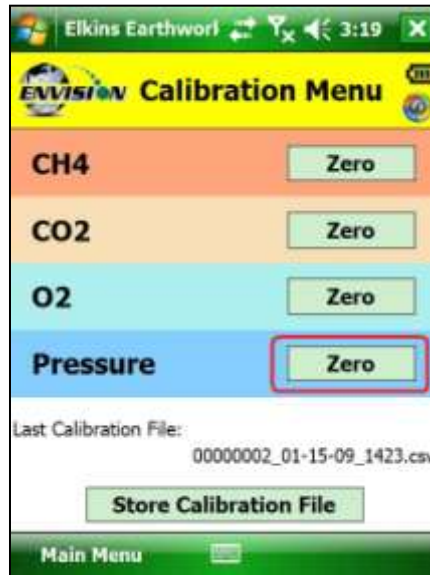 Elkins Earthworl 3:19
ENVISION Calibration Menu
CH4 Zero
CO2 Zero
O2 Zero
Pressure Zero
Last Calibration File:
00000002_01-15-09_1423.csv
Store Calibration File
Main Menu